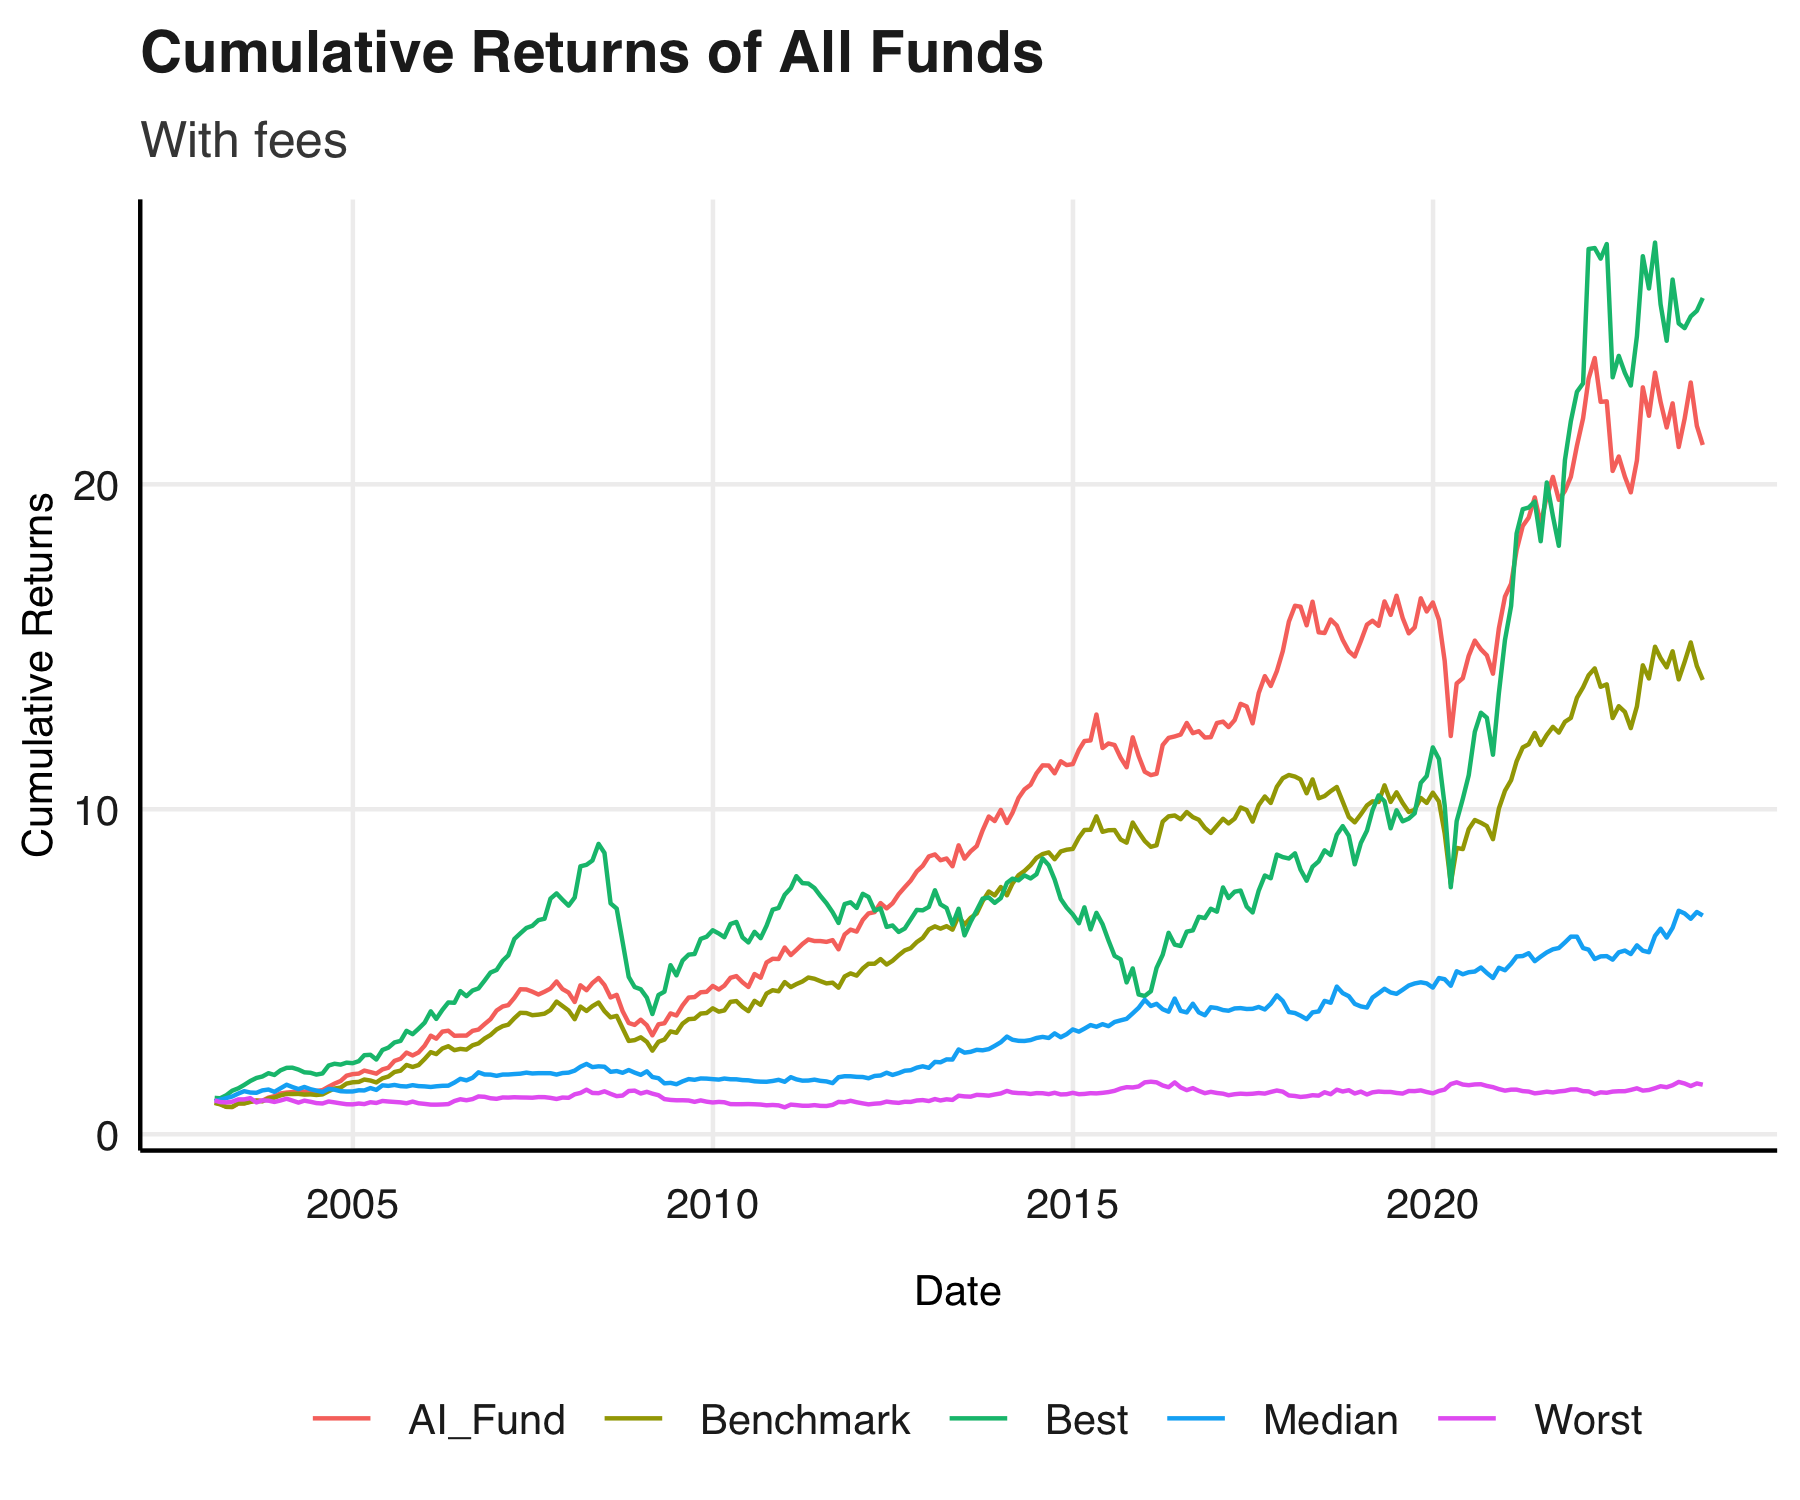 Cumulative Returns of All Funds
With fees
Cumulative Returns
20
10
0
2005 2010 2015 2020
Date
AI_Fund Benchmark Best Median Worst